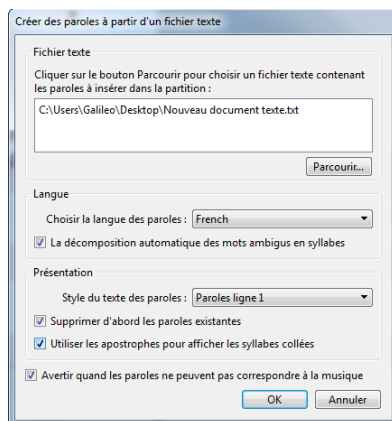 Créer des paroles à partir d'un fichier texte
Fichier texte
Cliquer sur le bouton Parcourir pour choisir un fichier texte contenant
les paroles à insérer dans la partition :
C:\Users\Galileo\Desktop\Nouveau document texte.txt
Parcourir...
Langue
Choisir la langue des paroles : French
La décomposition automatique des mots ambigus en syllabes
Présentation
Style du texte des paroles : Paroles ligne 1
Supprimer d'abord les paroles existantes
Utiliser les apostrophes pour afficher les syllabes collées
Avertir quand les paroles ne peuvent pas correspondre à la musique
OK Annuler